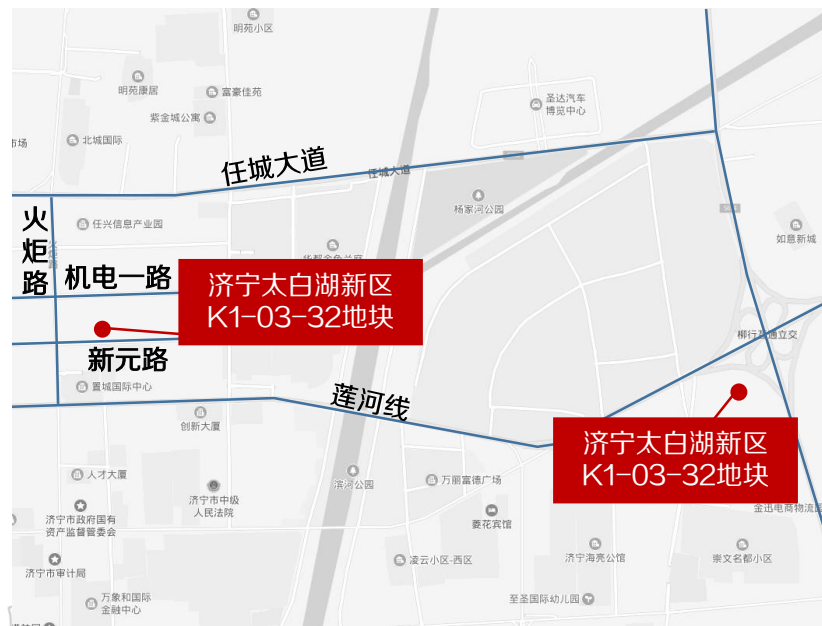 明苑小区
圣达汽车
博览中心
明苑康居
富豪佳苑
紫金城公寓
北城国际
市场
任城大道
任城大道
杨家河公园
火炬路
任兴信息产业园
如意新城
机电一路
济宁太白湖新区
K1-03-32地块
新元路
柳行交通立交
置城国际中心
莲河线
创新大厦
济宁太白湖新区
K1-03-32地块
人才大厦
滨河公园
万丽富德广场
济宁市中级
人民法院
济宁市政府国有
资产监督管委会
菱花宾馆
金迅电商物流园
济宁市审计局
凌云小区-西区
济宁海亮公馆
崇文名都小区
万象和国际
金融中心
至圣国际幼儿园